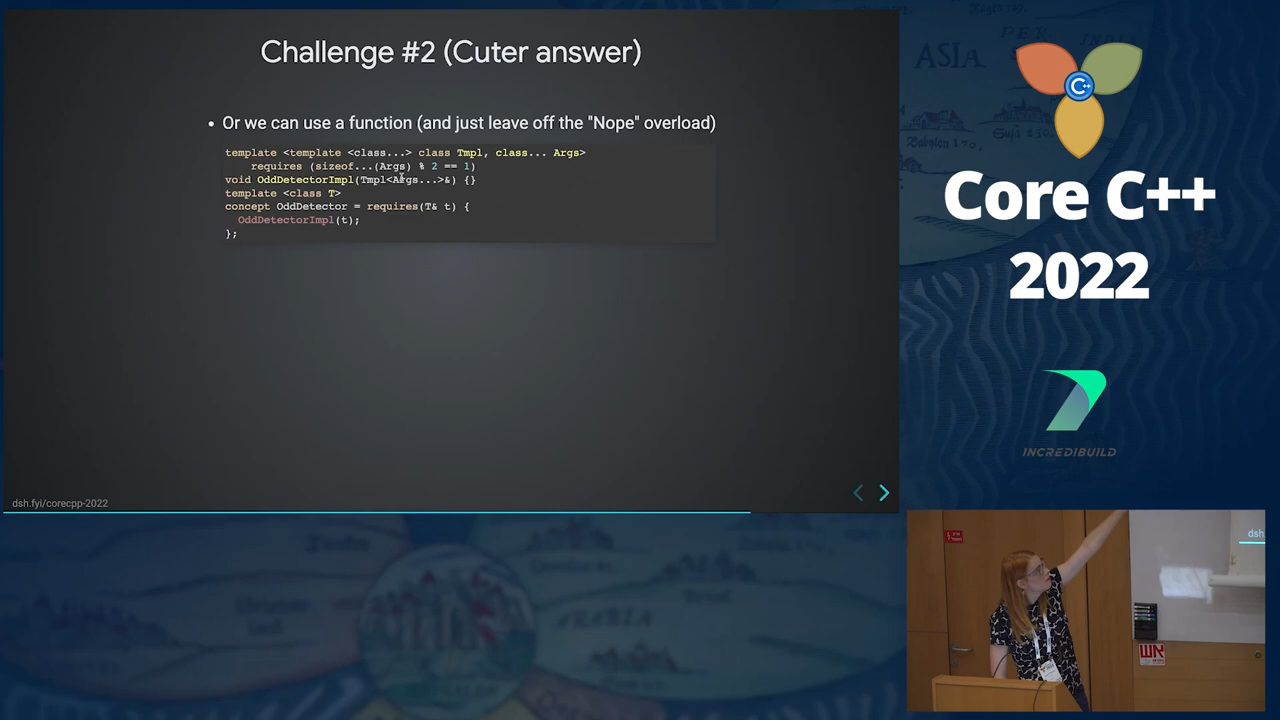 Challenge #2 (Cuter answer)
• Or we can use a function (and just leave off the "Nope" overload)
template <template <class...> class Tmpl, class... Args>
requires (sizeof...(Args) % 2 == 1)
void OddDetectorImpl(Tmpl<Args...>&) {}
template <class T>
concept OddDetector = requires(T& t) {
OddDetectorImpl(t);
};
dsh.fyi/corecpp-2022
C++
Core C++
2022
INCREDIBUILD
ASIA
ARABIA
dsh.